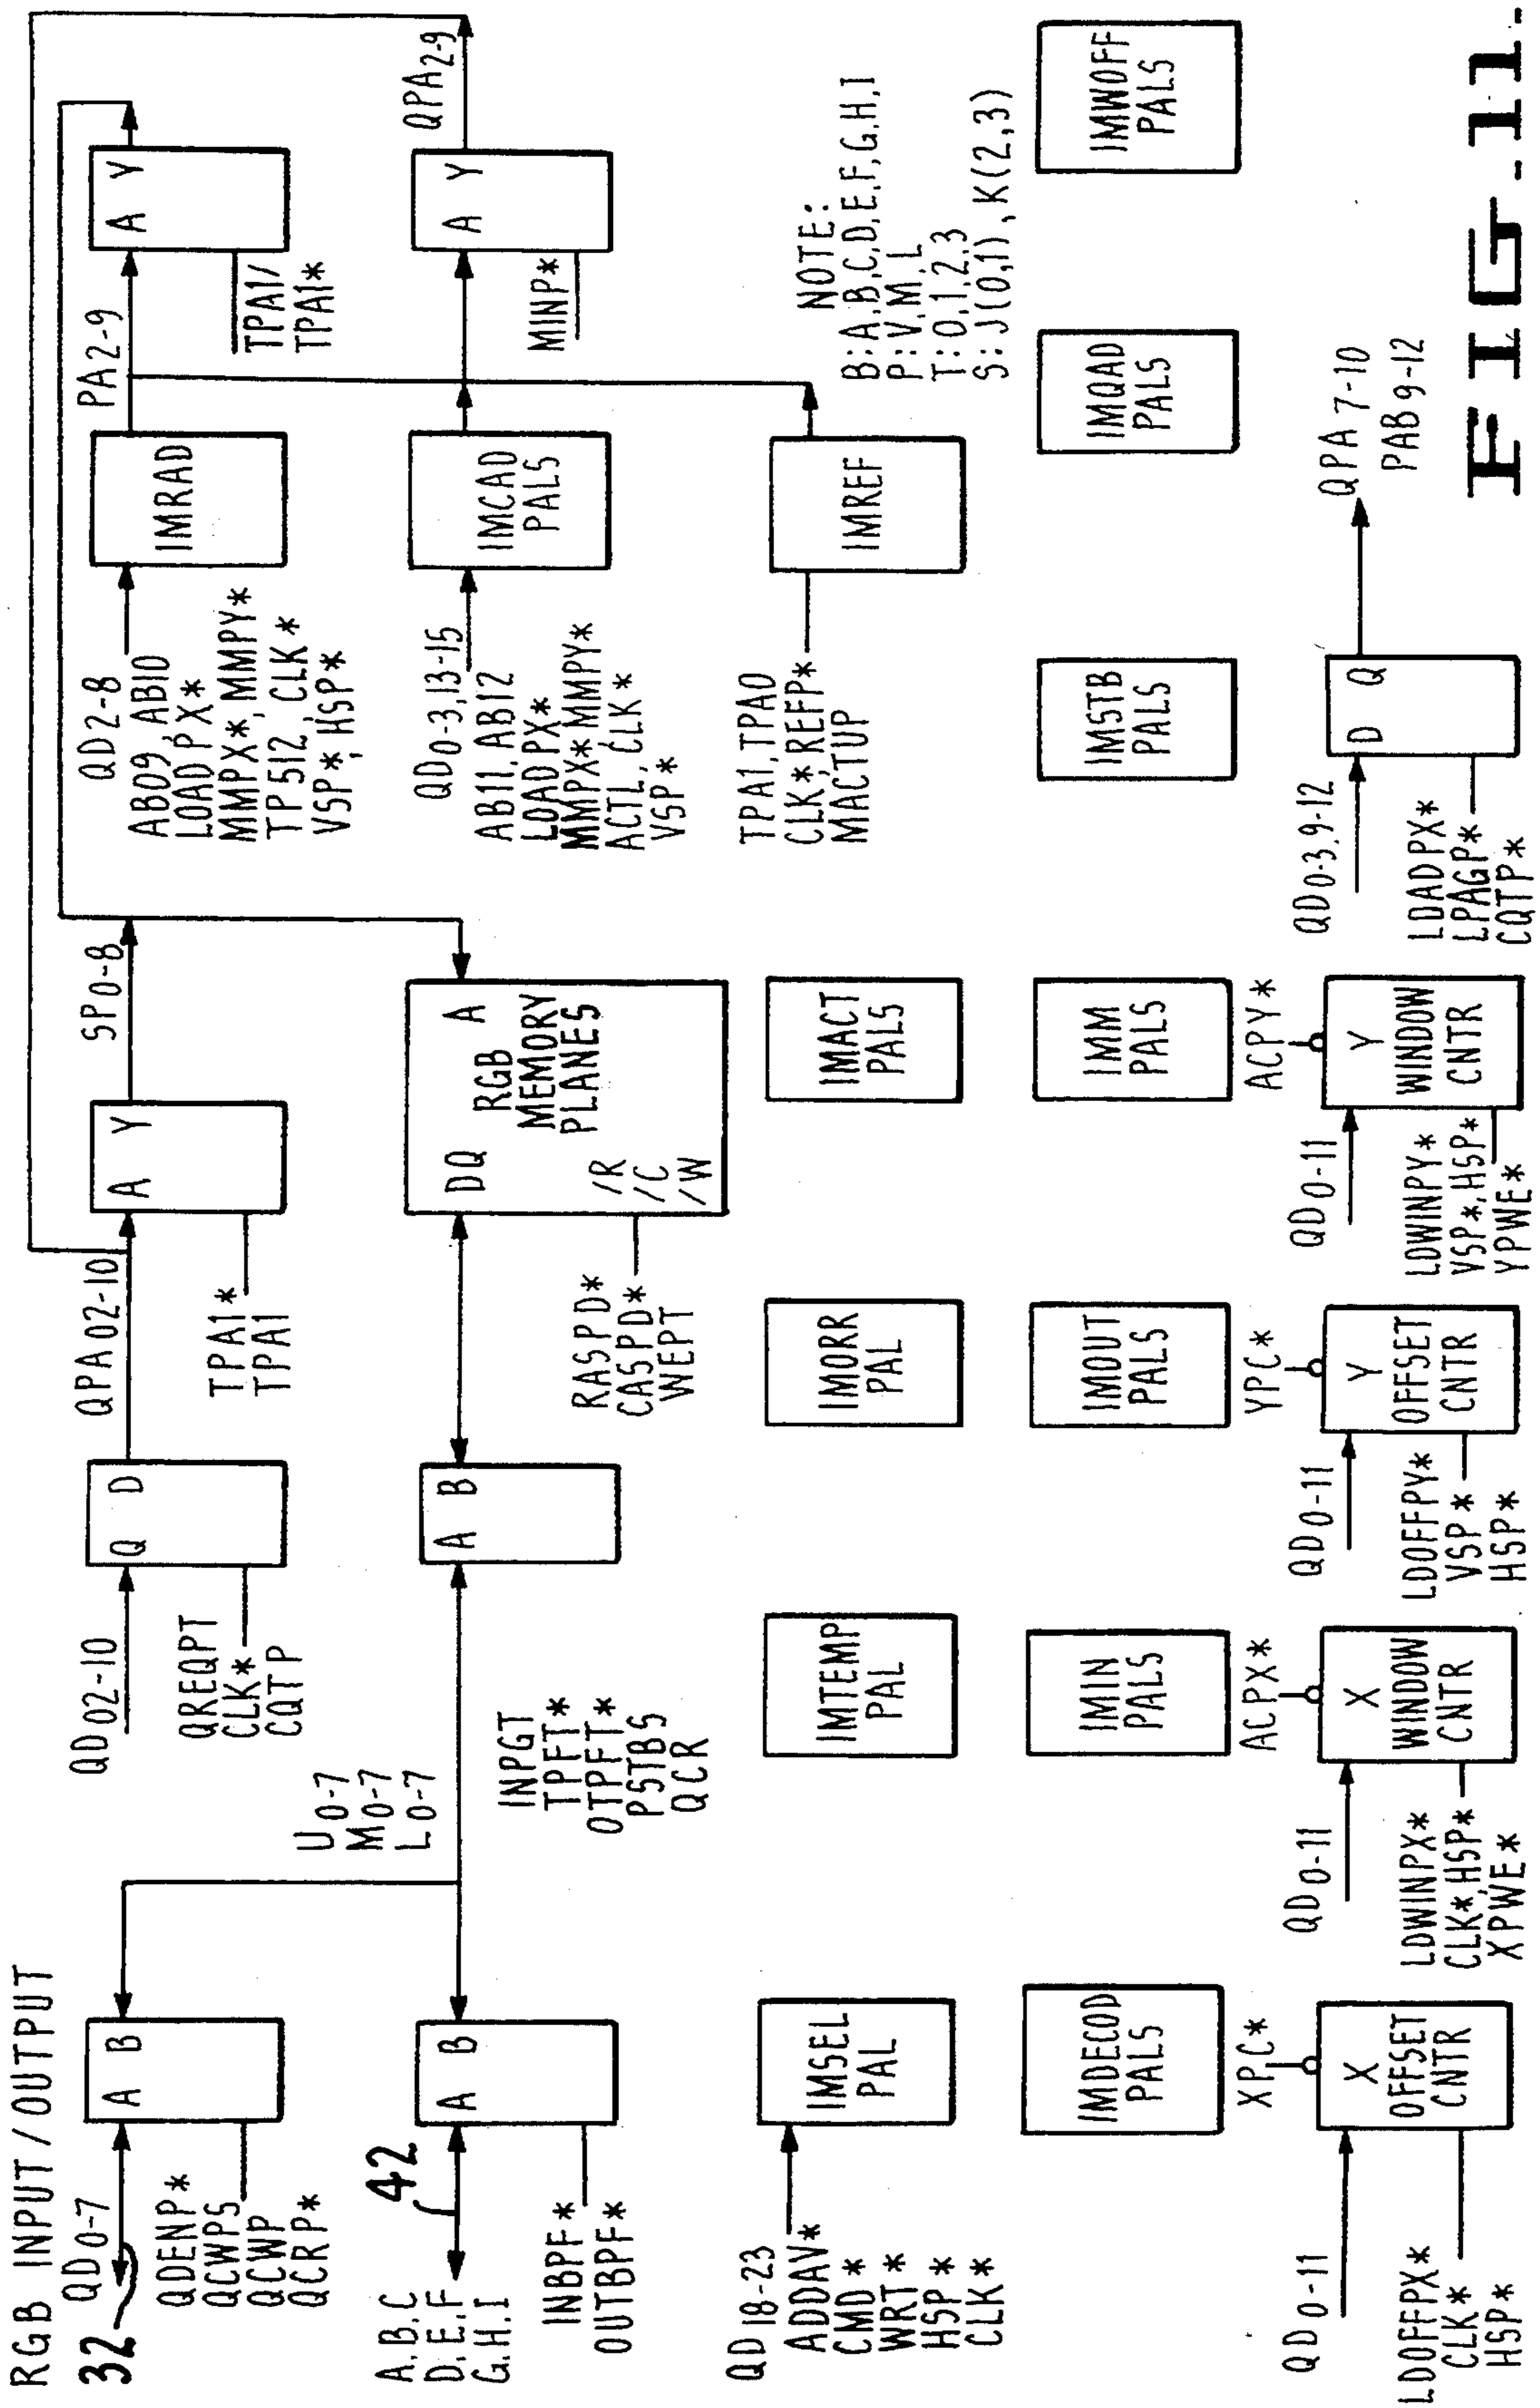 RGB INPUT/OUTPUT
QD0-7
32
QDENP*
QCWPS
QCWP
QCRP*
A B
A.B.C
D.E.F
G.H.I
42
INBPF*
OUTBPF*
A B
U0-7
M0-7
L0-7
QD02-10
QREQPT
CLK*
CQTP
Q D
QPA02-10
TPA1*
TPA1
A Y
SP0-8
INPGT
TPFT*
OTPFT*
PSTBS
QCR
A B
RASPD*
CASPD*
WEPT
DQ A
RGB
MEMORY
PLANES
/R
/C
/W
QD2-8
AB09,AB10
LOADPX*
MMPX*,MMPY*
TP512,CLK*
VSP*,HSP*
IMRAD
PA2-9
TPA1/
TPA1*
A Y
QD0-3,13-15
AB11,AB12
LOADPX*
MMPX*MMPY*
ACTL,CLK*
VSP*
IMCAD
PALS
MINP*
A Y
QPA2-9
TPA1,TPA0
CLK*,REFP*
MACTUP
IMREF
NOTE:
B:A,B,C,D,E,F,G,H,I
P:V,M,L
T:0,1,2,3
S:J(0,1),K(2,3)
QD18-23
ADDAV*
CMD*
WRT*
HSP*
CLK*
IMSEL
PAL
IMTEMP
PAL
IMORR
PAL
IMACT
PALS
IMDECOD
PALS
IMIN
PALS
IMOUT
PALS
IMM
PALS
IMSTB
PALS
IMQAD
PALS
IMWOFF
PALS
QD0-11
LDOFFPX*
CLK*
HSP*
XPC*
X
OFFSET
CNTR
QD0-11
LDWINPX*
CLK*,HSP*
XPWE*
ACPX*
X
WINDOW
CNTR
QD0-11
LDOFFPY*
VSP*
HSP*
YPC*
Y
OFFSET
CNTR
QD0-11
LDWINPY*
VSP*,HSP*
YPWE*
ACPY*
Y
WINDOW
CNTR
QD0-3,9-12
LDADPX*
LPAGP*
CQTP*
D Q
QPA7-10
PAB9-12
FIG-11-